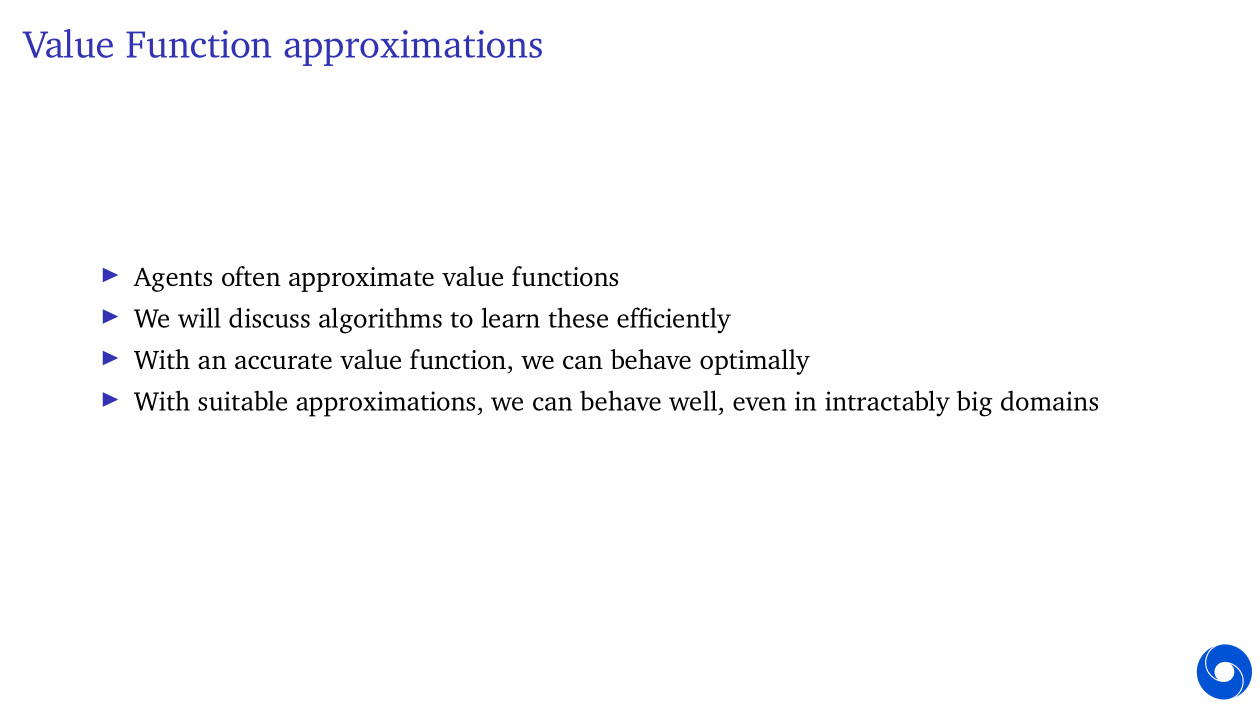 Value Function approximations
▶ Agents often approximate value functions
▶ We will discuss algorithms to learn these efficiently
▶ With an accurate value function, we can behave optimally
▶ With suitable approximations, we can behave well, even in intractably big domains